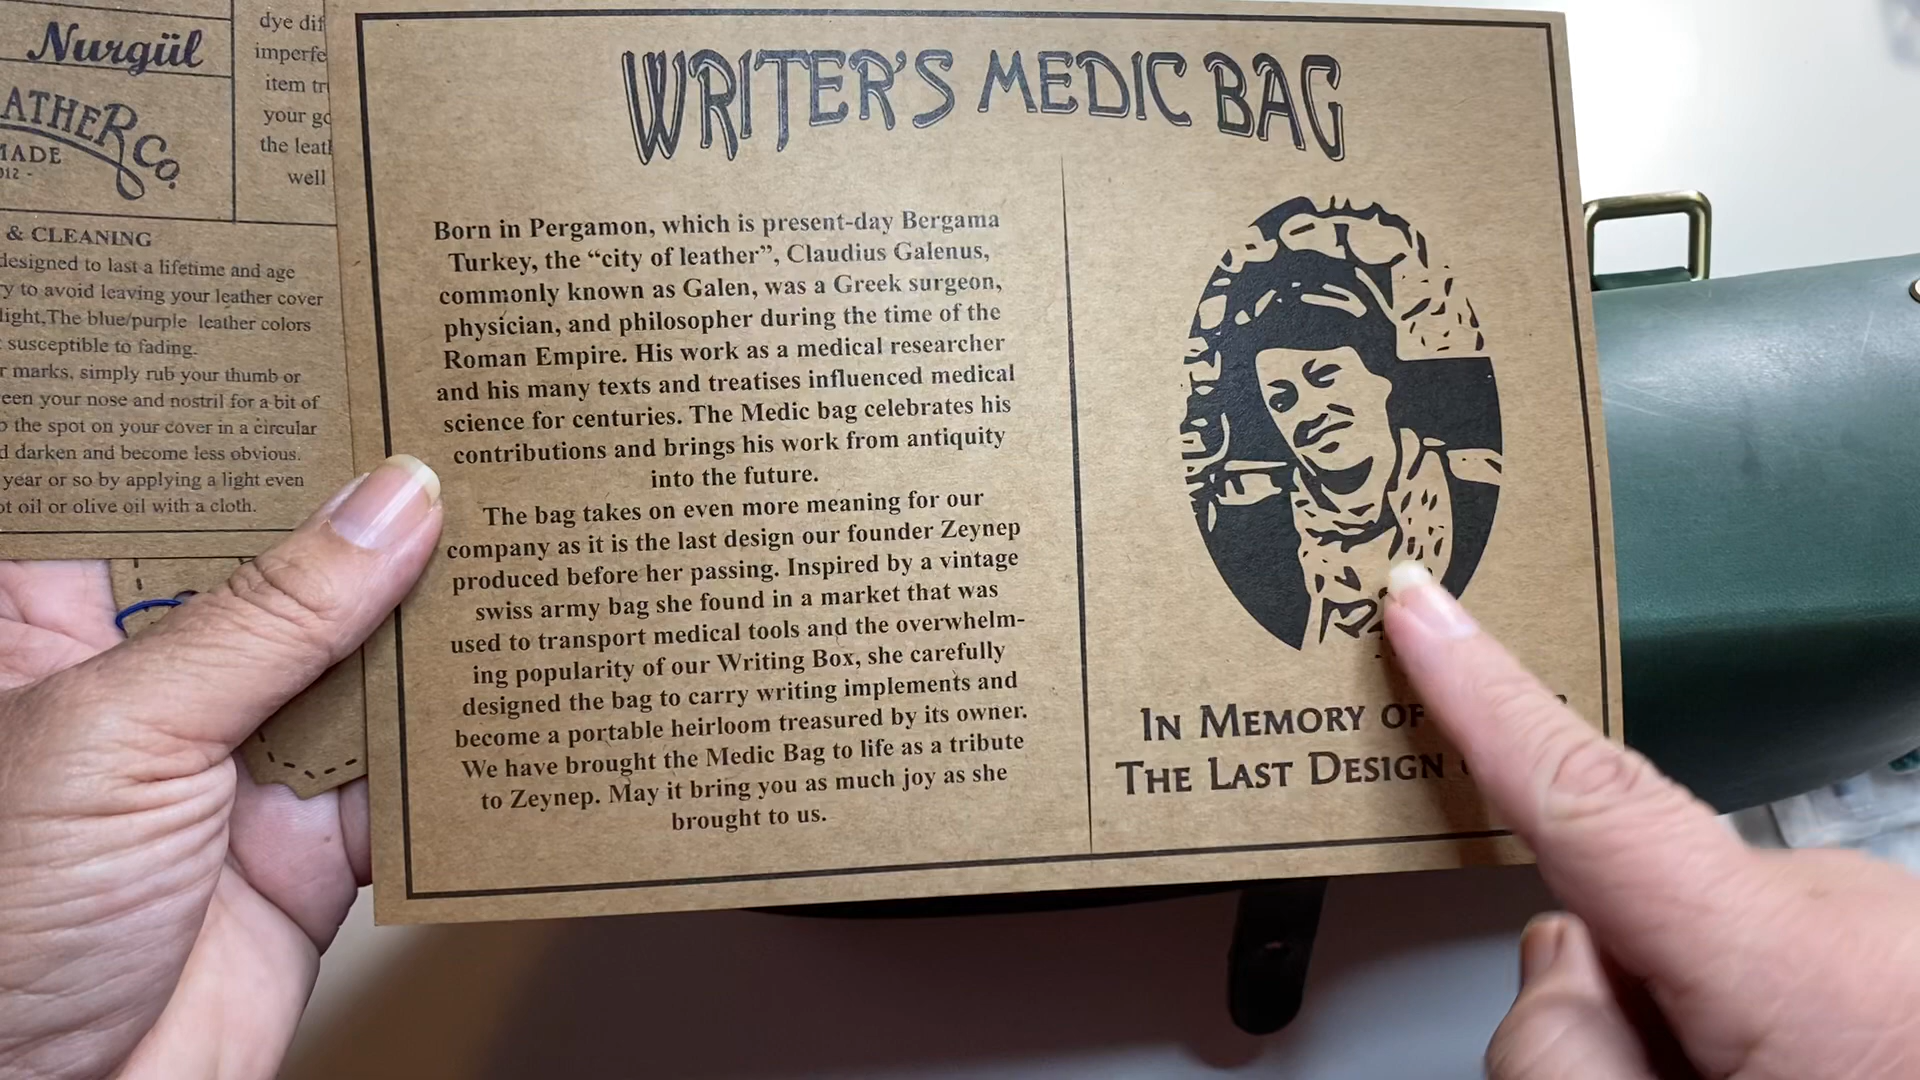 Nurgül
ATHER Co.
MADE
012 -
dye dif
imperfe
item tr
your go
the leat
well
& CLEANING
designed to last a lifetime and age
y to avoid leaving your leather cover
light,The blue/purple leather colors
susceptible to fading.
r marks, simply rub your thumb or
een your nose and nostril for a bit of
o the spot on your cover in a circular
d darken and become less obvious.
year or so by applying a light even
ot oil or olive oil with a cloth.
WRITER'S MEDIC BAG
Born in Pergamon, which is present-day Bergama
Turkey, the “city of leather”, Claudius Galenus,
commonly known as Galen, was a Greek surgeon,
physician, and philosopher during the time of the
Roman Empire. His work as a medical researcher
and his many texts and treatises influenced medical
science for centuries. The Medic bag celebrates his
contributions and brings his work from antiquity
into the future.
The bag takes on even more meaning for our
company as it is the last design our founder Zeynep
produced before her passing. Inspired by a vintage
swiss army bag she found in a market that was
used to transport medical tools and the overwhelm-
ing popularity of our Writing Box, she carefully
designed the bag to carry writing implements and
become a portable heirloom treasured by its owner.
We have brought the Medic Bag to life as a tribute
to Zeynep. May it bring you as much joy as she
brought to us.
IN MEMORY OF
THE LAST DESIGN